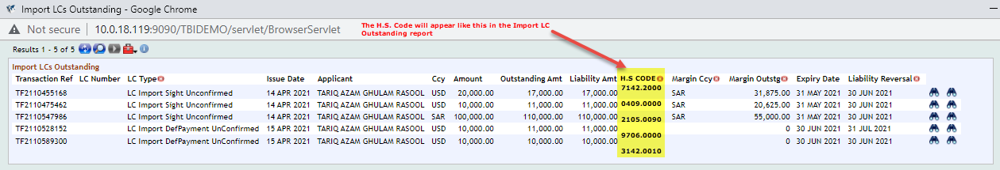 Import LCs Outstanding - Google Chrome
Not secure | 10.0.18.119:9090/TBIDEMO/servlet/BrowserServlet
The H.S. Code will appear like this in the Import LC
Outstanding report
Results 1 - 5 of 5
Import LCs Outstanding
Transaction Ref LC Number LC Type Issue Date Applicant Ccy Amount Outstanding Amt Liability Amt H.S CODE Margin Ccy Margin Outstg Expiry Date Liability Reversal
TF2110455168 LC Import Sight Unconfirmed 14 APR 2021 TARIQ AZAM GHULAM RASOOL USD 20,000.00 17,000.00 17,000.00 7142.2000 SAR 31,875.00 31 MAY 2021 30 JUN 2021
TF2110475462 LC Import Sight Unconfirmed 14 APR 2021 TARIQ AZAM GHULAM RASOOL USD 10,000.00 11,000.00 11,000.00 0409.0000 SAR 20,625.00 31 MAY 2021 30 JUN 2021
TF2110547986 LC Import Sight Unconfirmed 14 APR 2021 TARIQ AZAM GHULAM RASOOL SAR 100,000.00 110,000.00 110,000.00 2105.0090 SAR 55,000.00 31 MAY 2021 30 JUN 2021
TF2110528152 LC Import DefPayment UnConfirmed 15 APR 2021 TARIQ AZAM GHULAM RASOOL USD 10,000.00 11,000.00 11,000.00 9706.0000 0 30 JUN 2021 31 JUL 2021
TF2110589300 LC Import DefPayment UnConfirmed 15 APR 2021 TARIQ AZAM GHULAM RASOOL USD 10,000.00 10,000.00 10,000.00 3142.0010 0 30 JUN 2021 30 JUN 2021